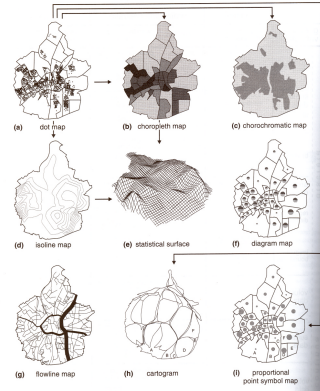 (a) dot map
(b) choropleth map
(c) chorochromatic map
(d) isoline map
(e) statistical surface
(f) diagram map
(g) flowline map
(h) cartogram
(i) proportional
point symbol map